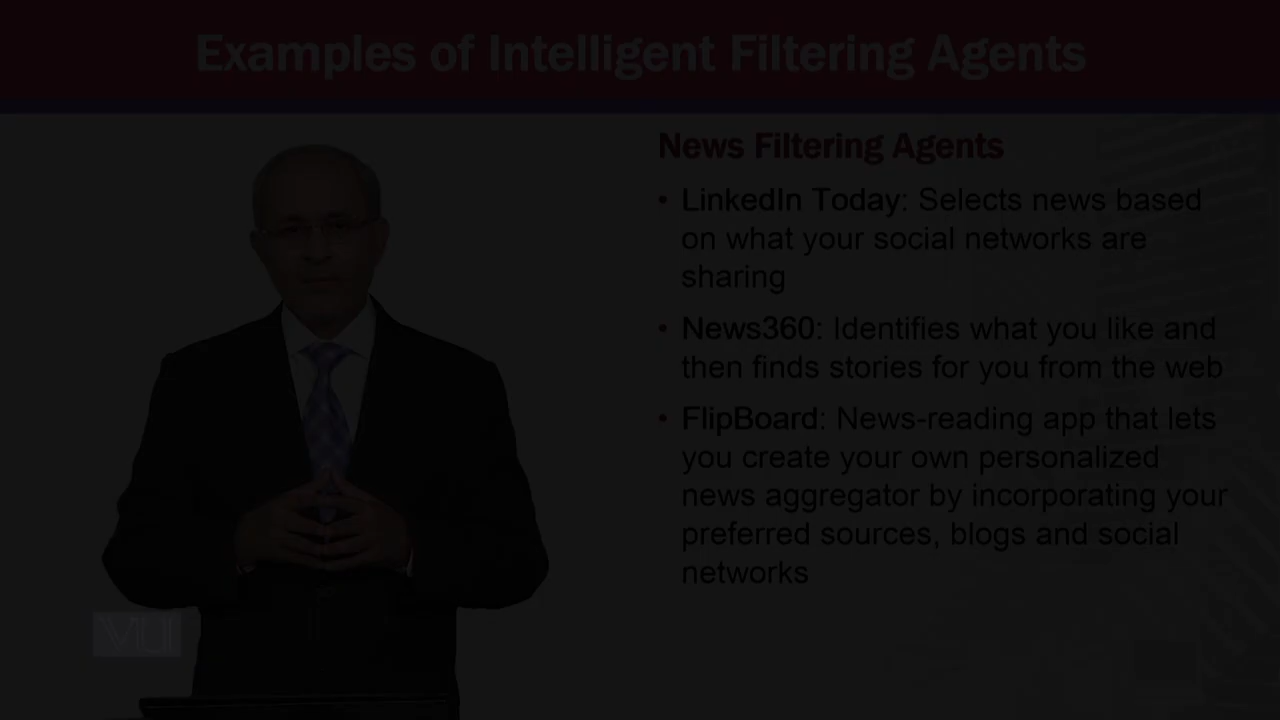 Examples of Intelligent Filtering Agents
News Filtering Agents
• LinkedIn Today: Selects news based
on what your social networks are
sharing
• News360: Identifies what you like and
then finds stories for you from the web
• FlipBoard: News-reading app that lets
you create your own personalized
news aggregator by incorporating your
preferred sources, blogs and social
networks
VU